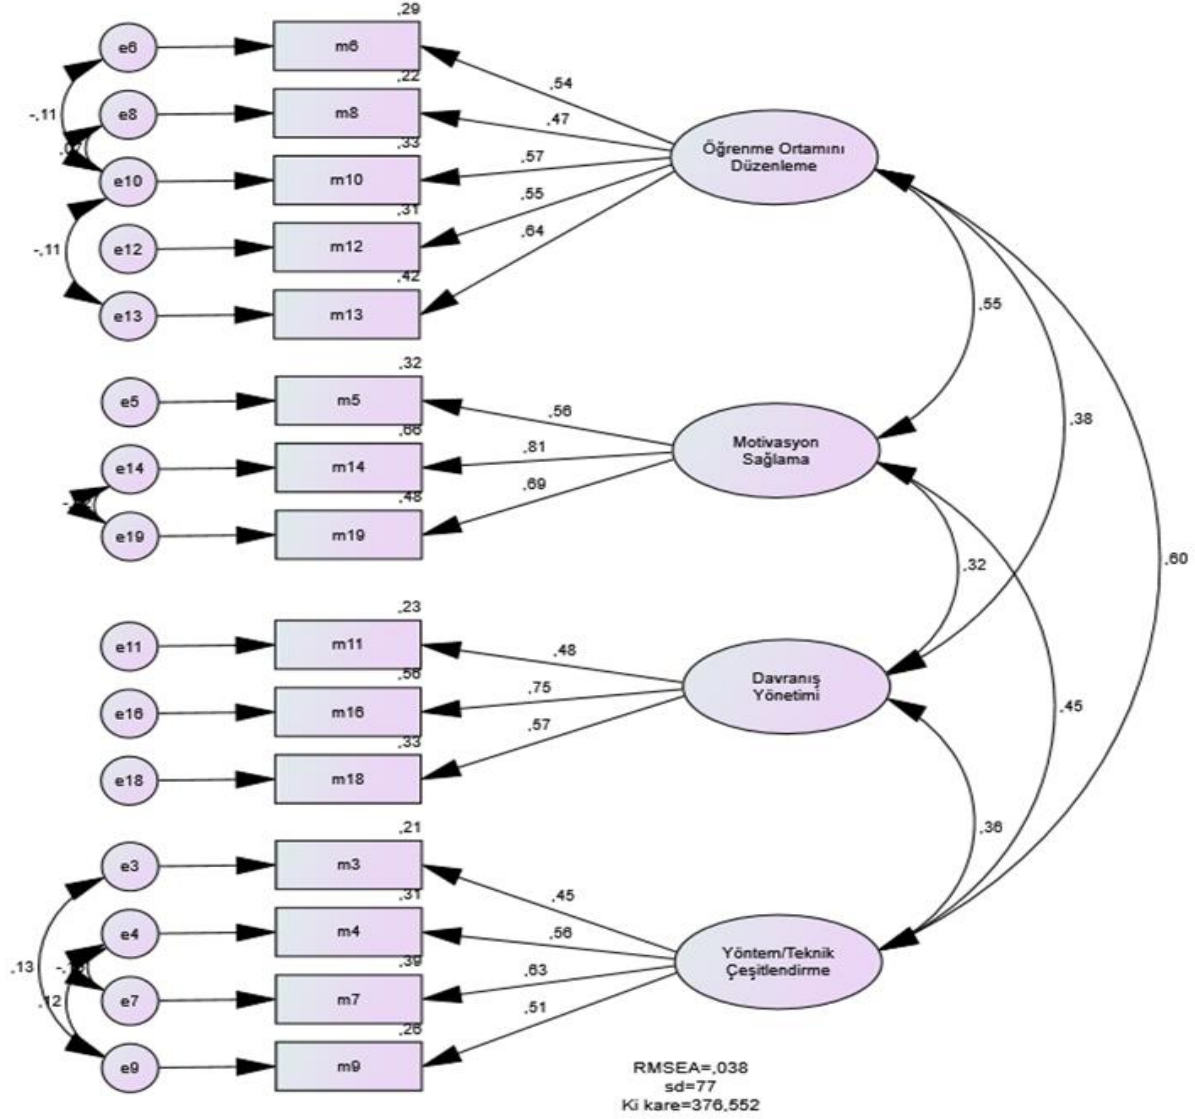 ,29
e6
m6
,54
-,11
,22
e8
m8
,47
,33
e10
m10
,57
,31
e12
m12
,55
-,11
,42
e13
m13
,64
Öğrenme Ortamını
Düzenleme
,55
,38
,60
,32
e5
m5
,56
,66
e14
m14
,81
,48
e19
m19
,69
Motivasyon
Sağlama
,32
,45
,23
e11
m11
,48
,56
e16
m16
,75
,33
e18
m18
,57
Davranış
Yönetimi
,36
,21
e3
m3
,45
,31
e4
m4
,56
,13
,39
e7
m7
,63
,12
,26
e9
m9
,51
Yöntem/Teknik
Çeşitlendirme
RMSEA=,038
sd=77
Ki kare=376,552